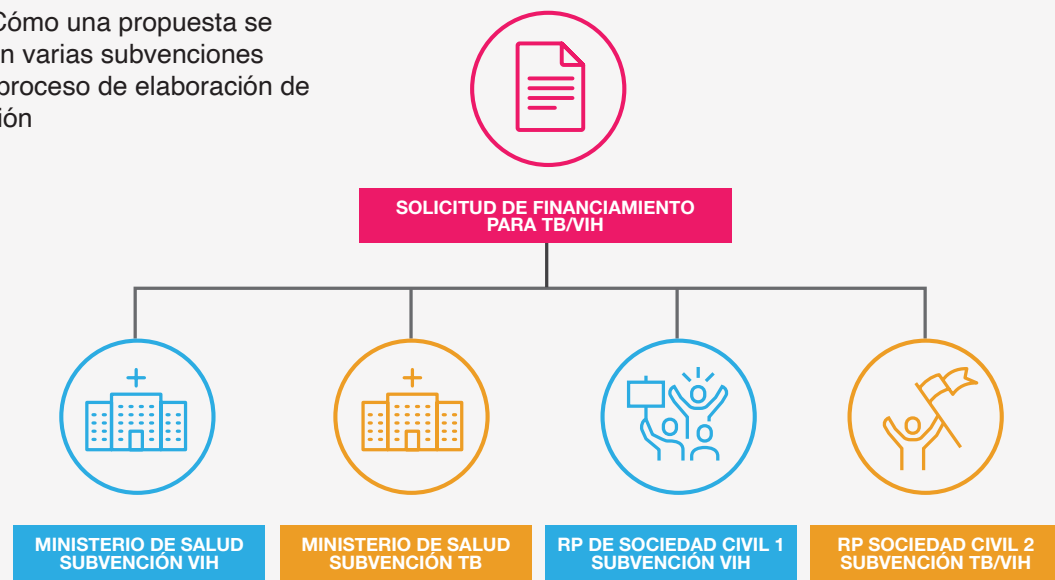 Cómo una propuesta se
n varias subvenciones
proceso de elaboración de
ión
SOLICITUD DE FINANCIAMIENTO
PARA TB/VIH
MINISTERIO DE SALUD
SUBVENCIÓN VIH
MINISTERIO DE SALUD
SUBVENCIÓN TB
RP DE SOCIEDAD CIVIL 1
SUBVENCIÓN VIH
RP SOCIEDAD CIVIL 2
SUBVENCIÓN TB/VIH